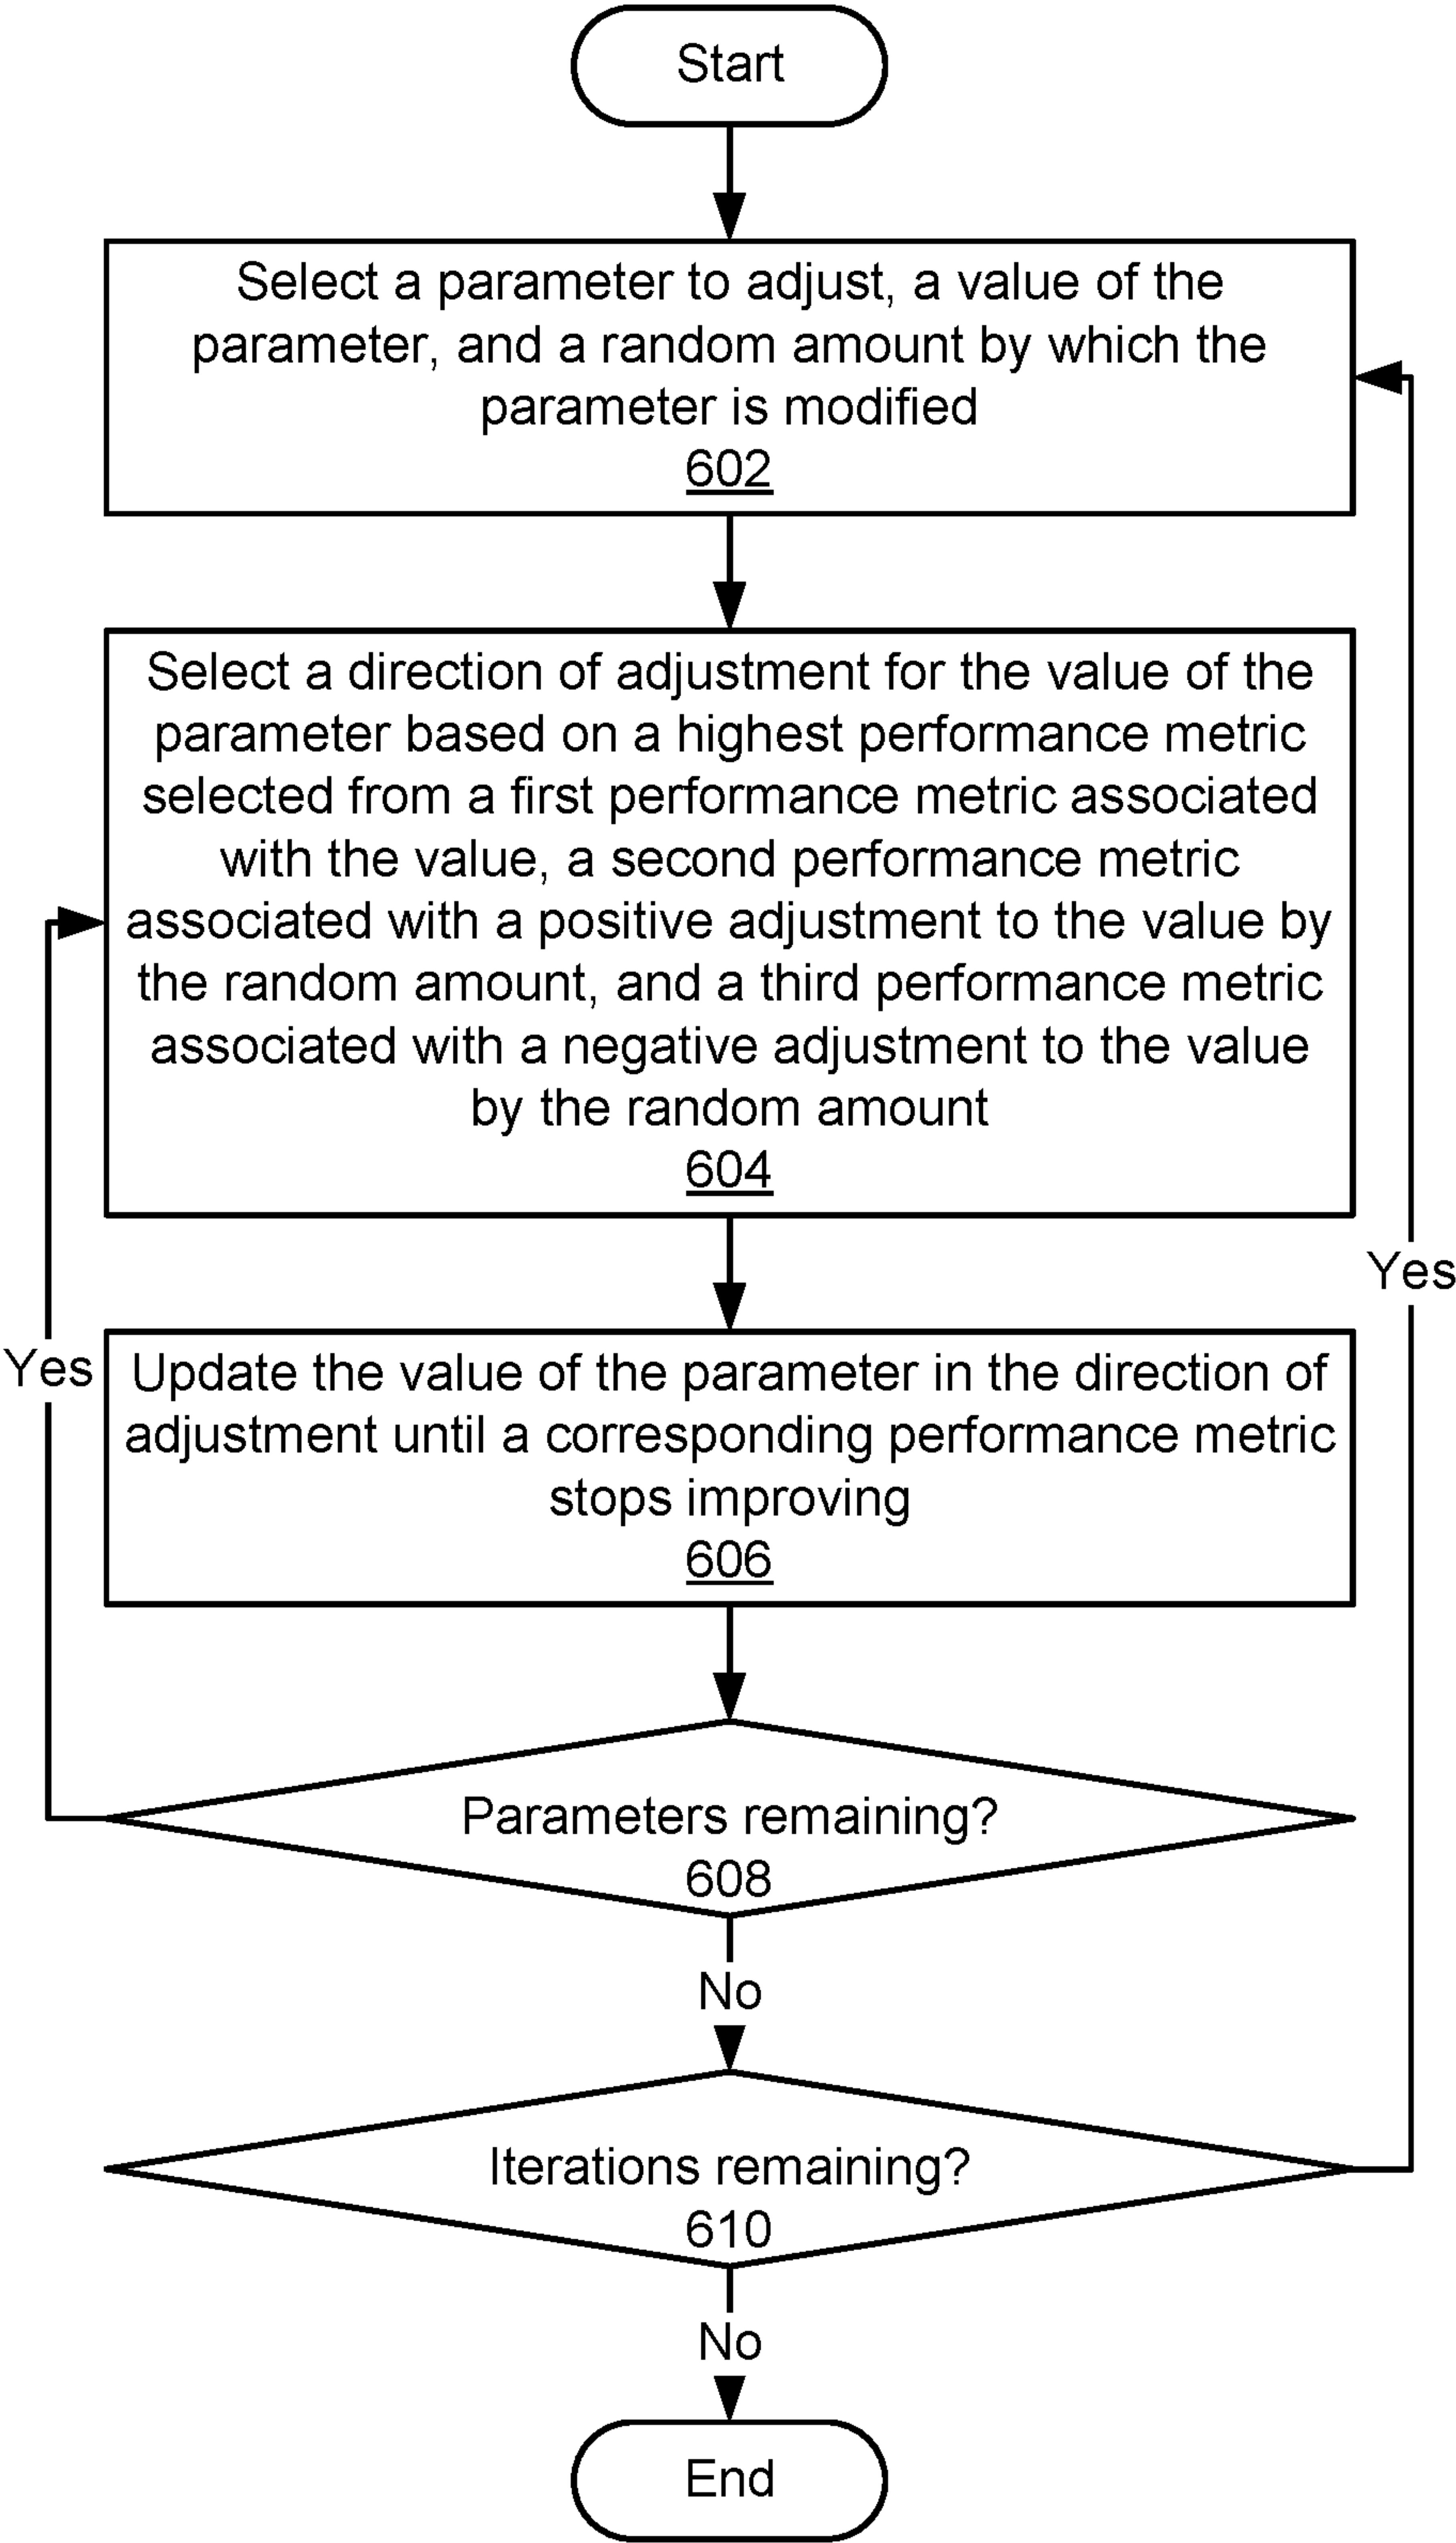 Start
Select a parameter to adjust, a value of the
parameter, and a random amount by which the
parameter is modified
602
Select a direction of adjustment for the value of the
parameter based on a highest performance metric
selected from a first performance metric associated
with the value, a second performance metric
associated with a positive adjustment to the value by
the random amount, and a third performance metric
associated with a negative adjustment to the value
by the random amount
604
Yes
Yes
Update the value of the parameter in the direction of
adjustment until a corresponding performance metric
stops improving
606
Parameters remaining?
608
No
Iterations remaining?
610
No
End